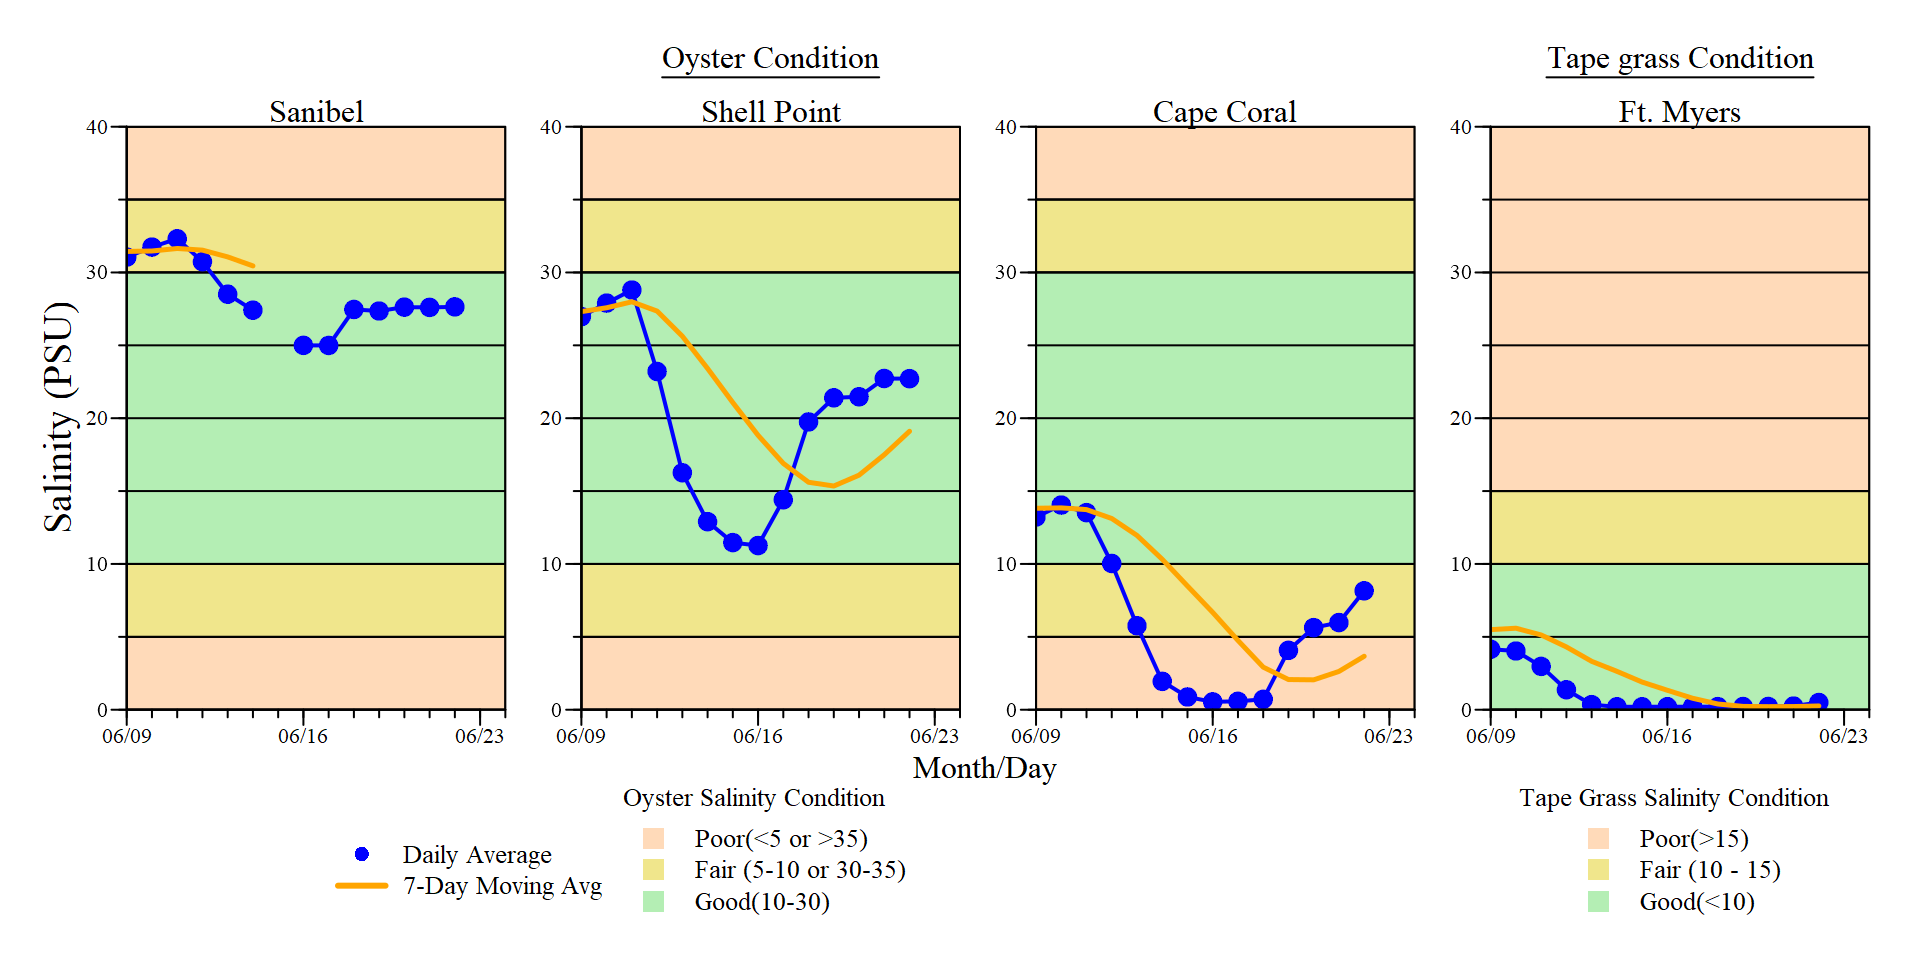 Oyster Condition
Tape grass Condition
Sanibel
Shell Point
Cape Coral
Ft. Myers
40
30
20
10
0
40
30
20
10
0
40
30
20
10
0
40
30
20
10
0
Salinity (PSU)
06/09
06/16
06/23
06/09
06/16
06/23
06/09
06/16
06/23
06/09
06/16
06/23
Month/Day
Daily Average
7-Day Moving Avg
Oyster Salinity Condition
Poor(<5 or >35)
Fair (5-10 or 30-35)
Good(10-30)
Tape Grass Salinity Condition
Poor(>15)
Fair (10 - 15)
Good(<10)